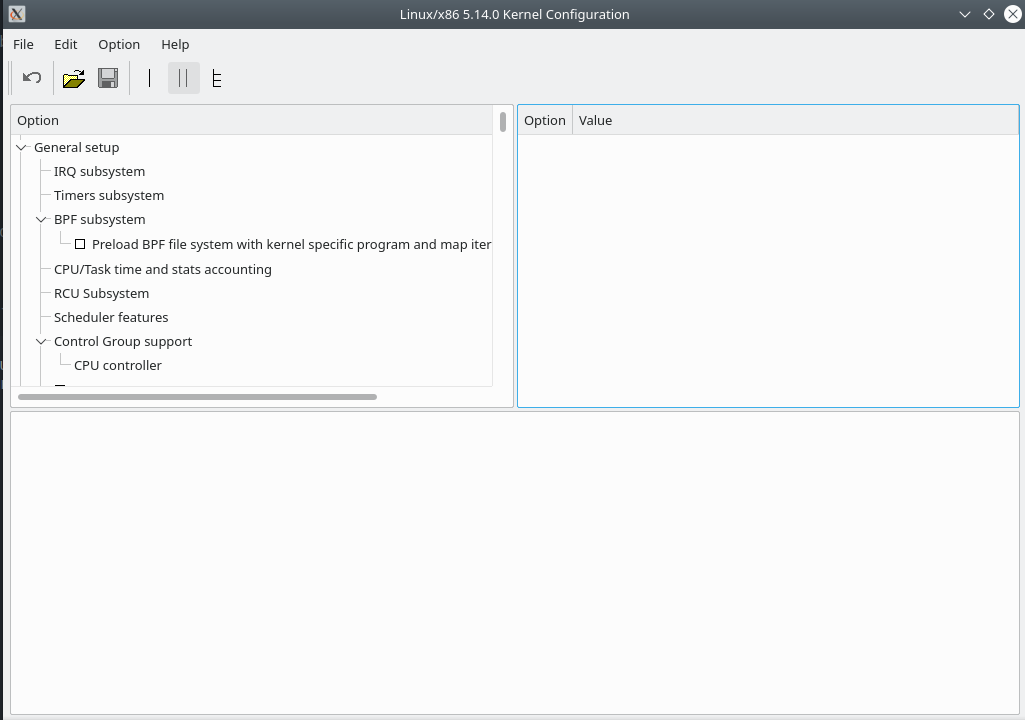 Linux/x86 5.14.0 Kernel Configuration
File Edit Option Help
Option
General setup
IRQ subsystem
Timers subsystem
BPF subsystem
Preload BPF file system with kernel specific program and map iter
CPU/Task time and stats accounting
RCU Subsystem
Scheduler features
Control Group support
CPU controller
Option Value